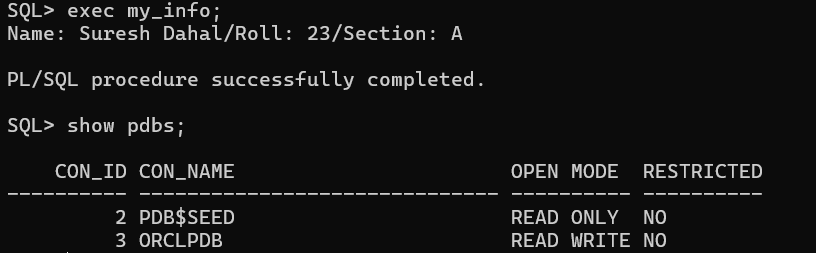 SQL> exec my_info;
Name: Suresh Dahal/Roll: 23/Section: A
PL/SQL procedure successfully completed.
SQL> show pdbs;
    CON_ID CON_NAME                       OPEN MODE  RESTRICTED
---------- ------------------------------ ---------- ----------
         2 PDB$SEED                       READ ONLY  NO
         3 ORCLPDB                        READ WRITE NO